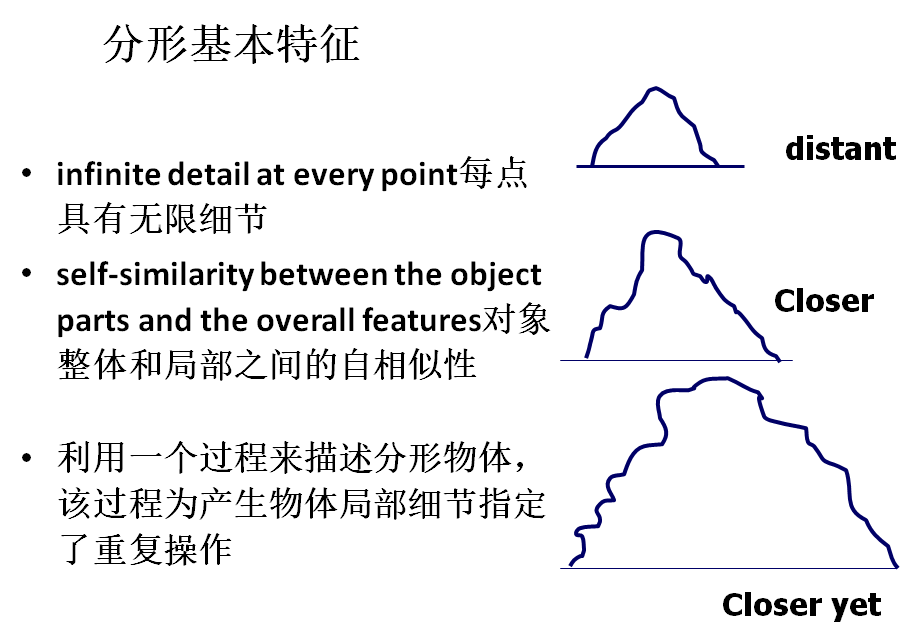 分形基本特征
• infinite detail at every point每点
具有无限细节
• self-similarity between the object
parts and the overall features对象
整体和局部之间的自相似性
• 利用一个过程来描述分形物体，
该过程为产生物体局部细节指定
了重复操作
distant
Closer
Closer yet